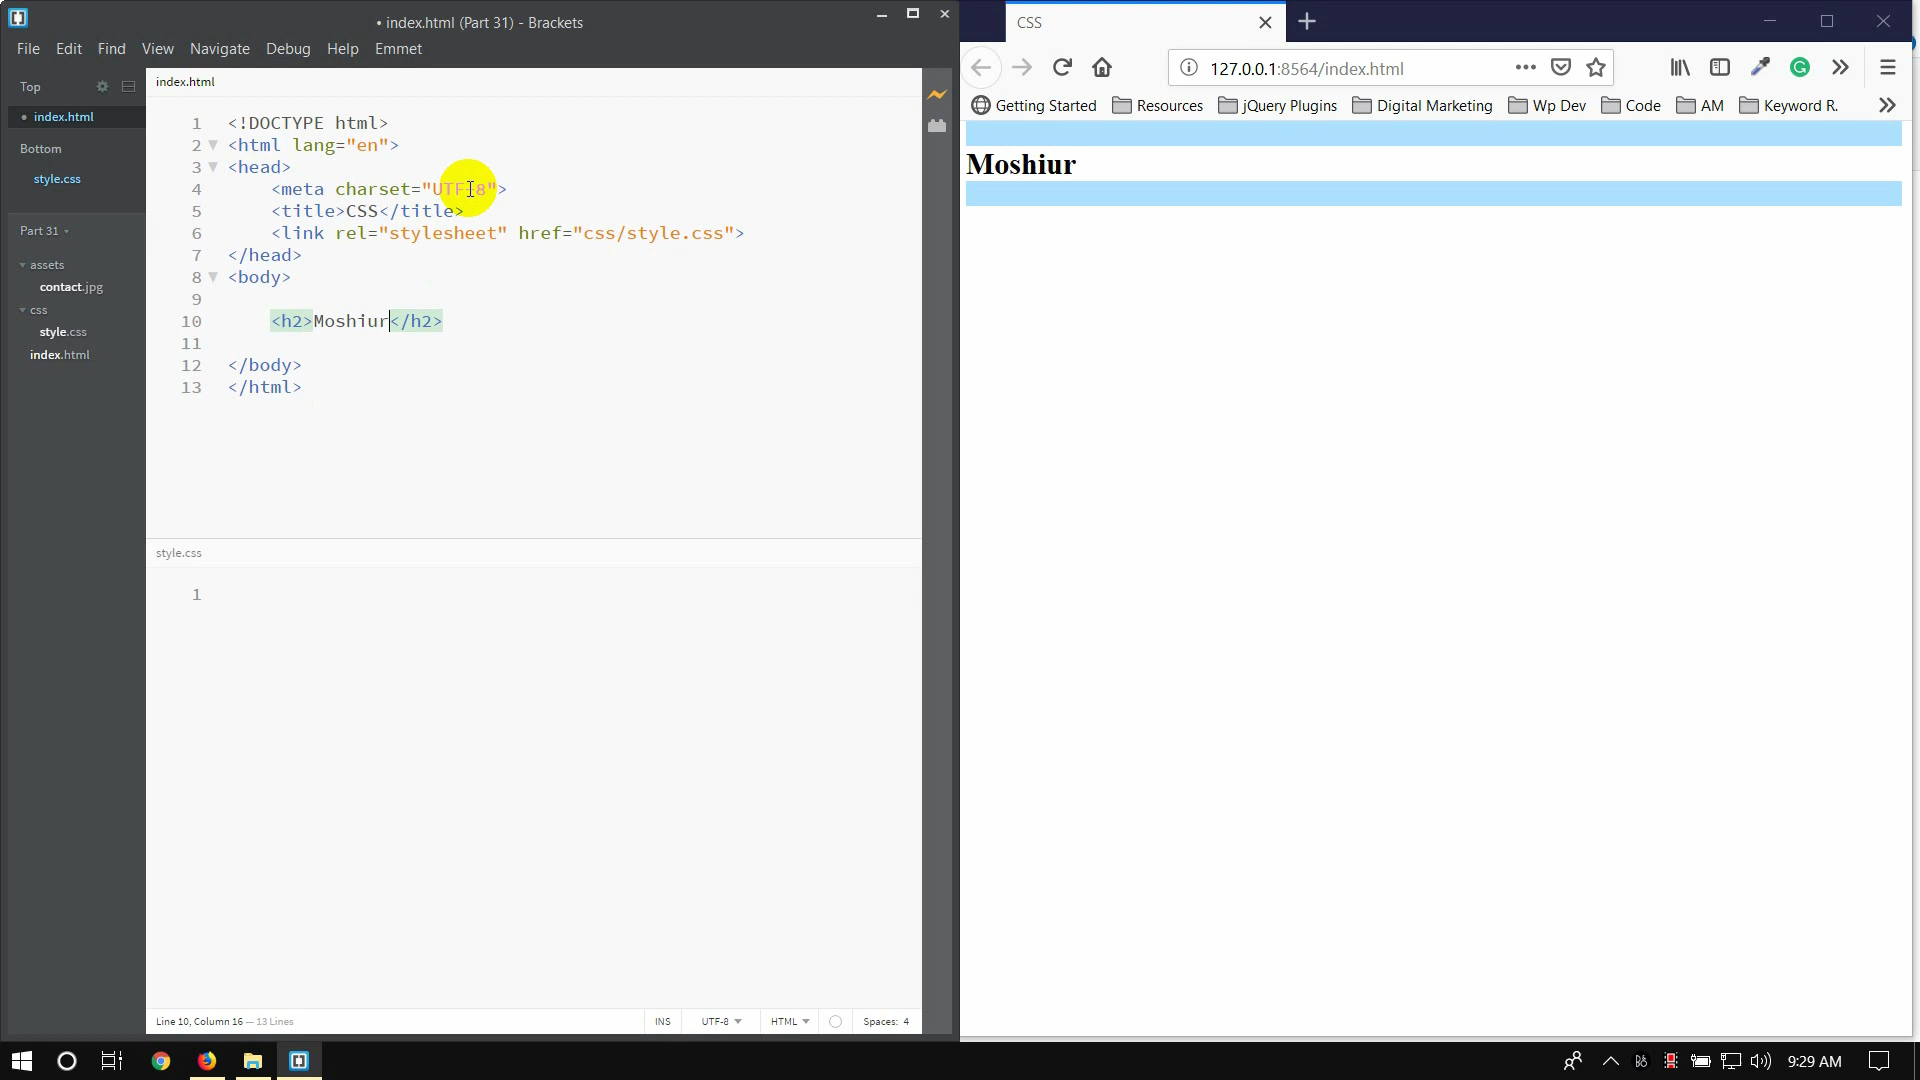 • index.html (Part 31) - Brackets
File Edit Find View Navigate Debug Help Emmet
Top
• index.html
Bottom
style.css
Part 31
assets
contact.jpg
css
style.css
index.html
index.html
1 <!DOCTYPE html>
2 <html lang="en">
3 <head>
4 <meta charset="UTF-8">
5 <title>CSS</title>
6 <link rel="stylesheet" href="css/style.css">
7 </head>
8 <body>
9
10 <h2>Moshiur</h2>
11
12 </body>
13 </html>
style.css
1
Line 10, Column 16 — 13 Lines
INS UTF-8 HTML Spaces: 4
CSS
127.0.0.1:8564/index.html
Getting Started Resources jQuery Plugins Digital Marketing Wp Dev Code AM Keyword R.
Moshiur
9:29 AM